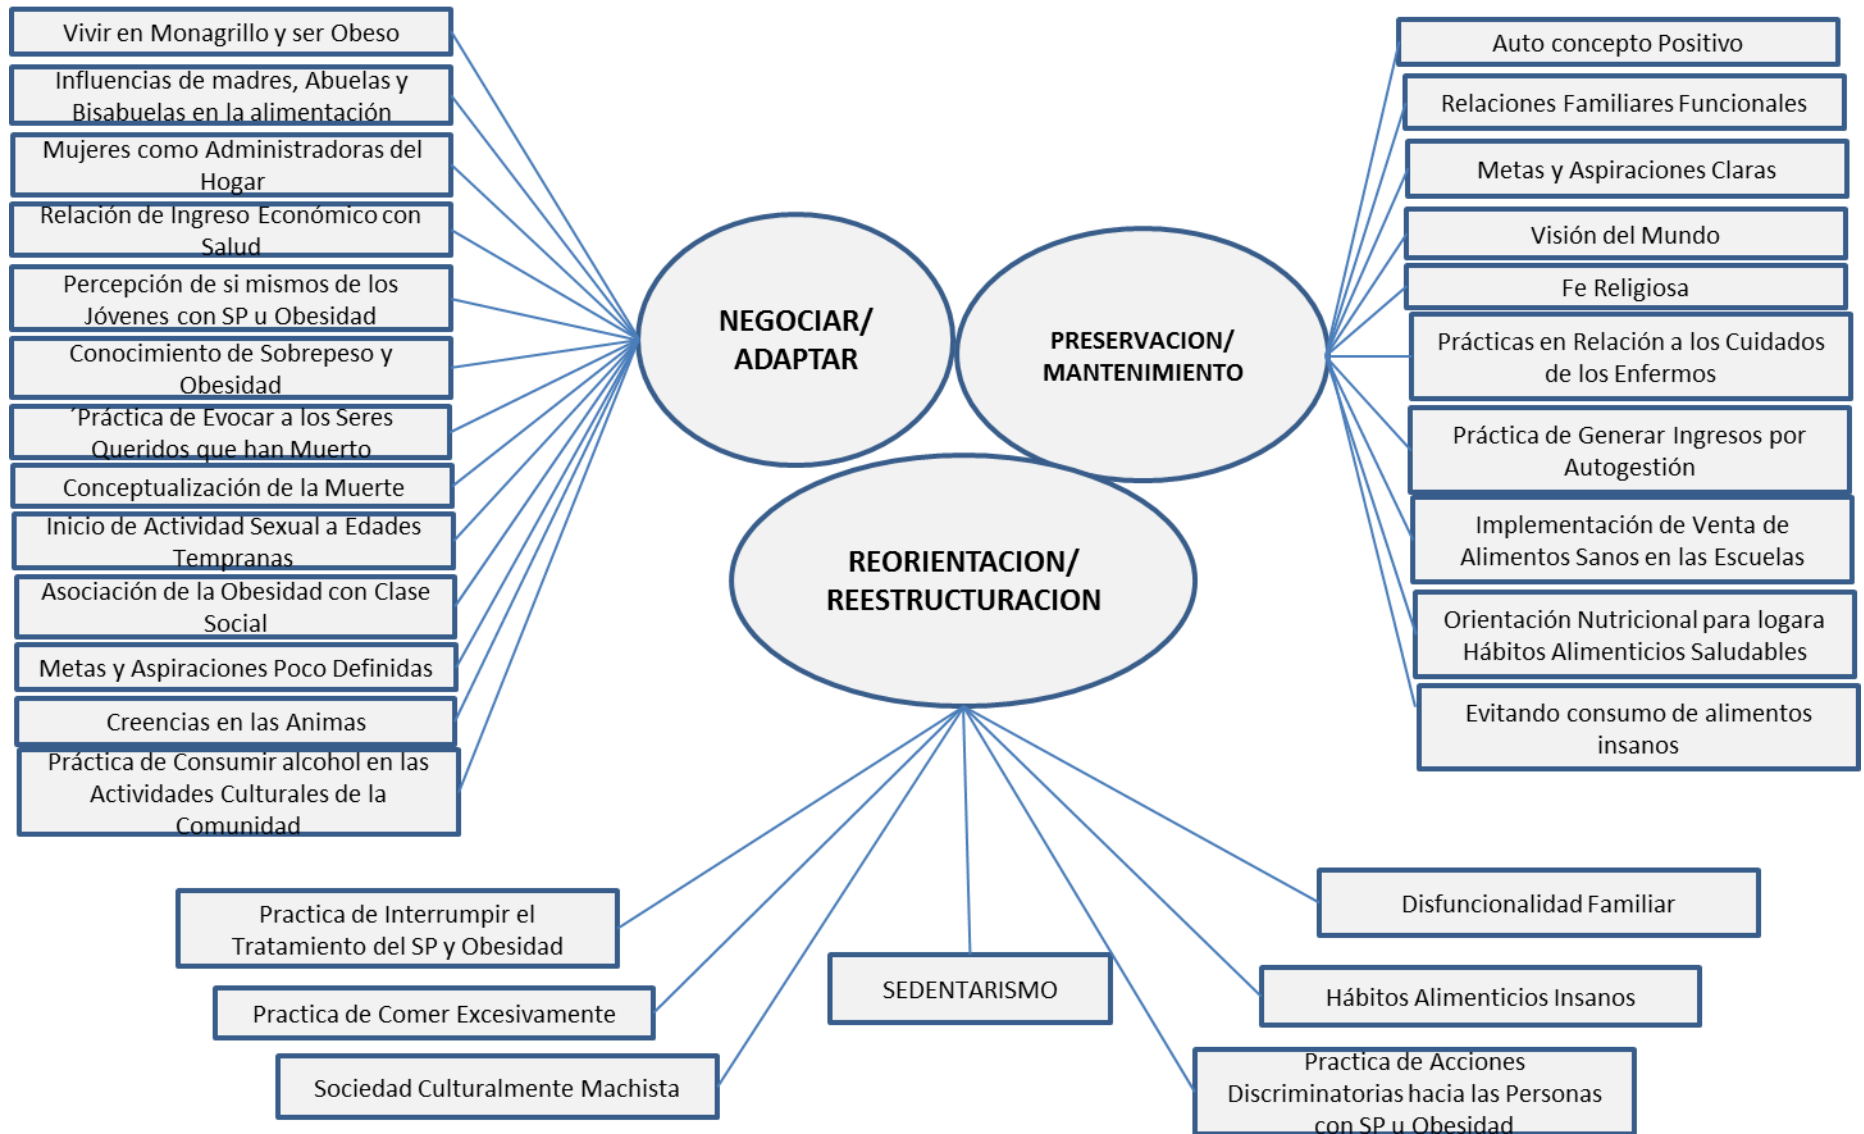 Vivir en Monagrillo y ser Obeso
Influencias de madres, Abuelas y
Bisabuelas en la alimentación
Mujeres como Administradoras del
Hogar
Relación de Ingreso Económico con
Salud
Percepción de si mismos de los
Jóvenes con SP u Obesidad
Conocimiento de Sobrepeso y
Obesidad
´Práctica de Evocar a los Seres
Queridos que han Muerto
Conceptualización de la Muerte
Inicio de Actividad Sexual a Edades
Tempranas
Asociación de la Obesidad con Clase
Social
Metas y Aspiraciones Poco Definidas
Creencias en las Animas
Práctica de Consumir alcohol en las
Actividades Culturales de la
Comunidad
NEGOCIAR/
ADAPTAR
PRESERVACION/
MANTENIMIENTO
REORIENTACION/
REESTRUCTURACION
Auto concepto Positivo
Relaciones Familiares Funcionales
Metas y Aspiraciones Claras
Visión del Mundo
Fe Religiosa
Prácticas en Relación a los Cuidados
de los Enfermos
Práctica de Generar Ingresos por
Autogestión
Implementación de Venta de
Alimentos Sanos en las Escuelas
Orientación Nutricional para logara
Hábitos Alimenticios Saludables
Evitando consumo de alimentos
insanos
Practica de Interrumpir el
Tratamiento del SP y Obesidad
Practica de Comer Excesivamente
Sociedad Culturalmente Machista
SEDENTARISMO
Disfuncionalidad Familiar
Hábitos Alimenticios Insanos
Practica de Acciones
Discriminatorias hacia las Personas
con SP u Obesidad